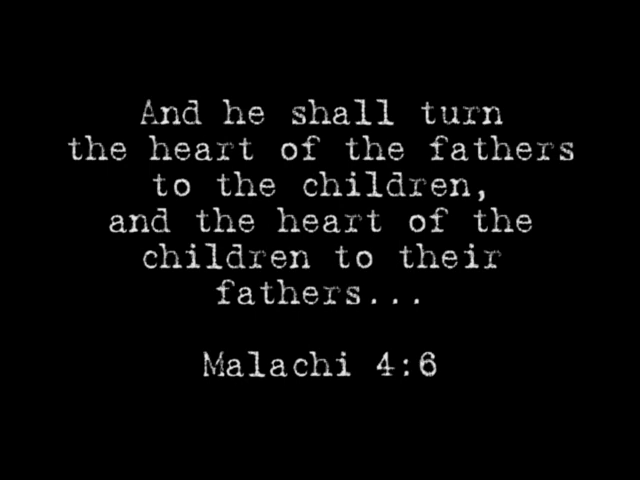 And he shall turn
the heart of the fathers
to the children,
and the heart of the
children to their
fathers...
Malachi 4:6